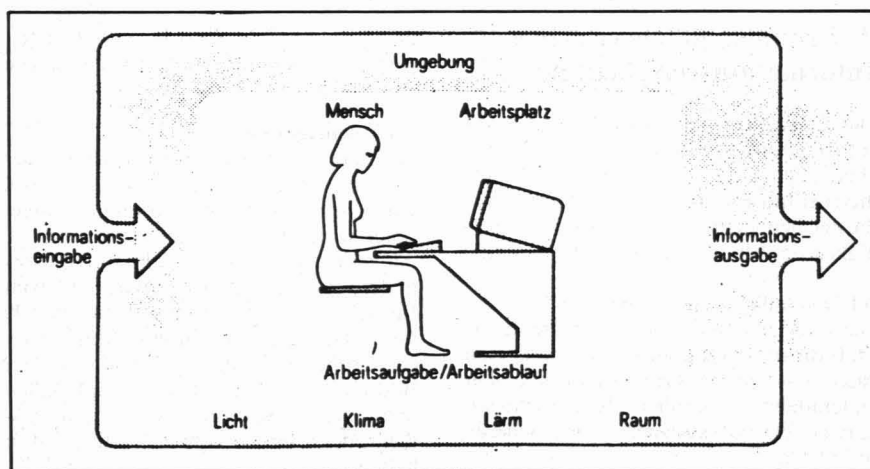 Umgebung
Mensch Arbeitsplatz
Informations-
eingabe
Informations-
ausgabe
Arbeitsaufgabe/Arbeitsablauf
Licht Klima Lärm Raum